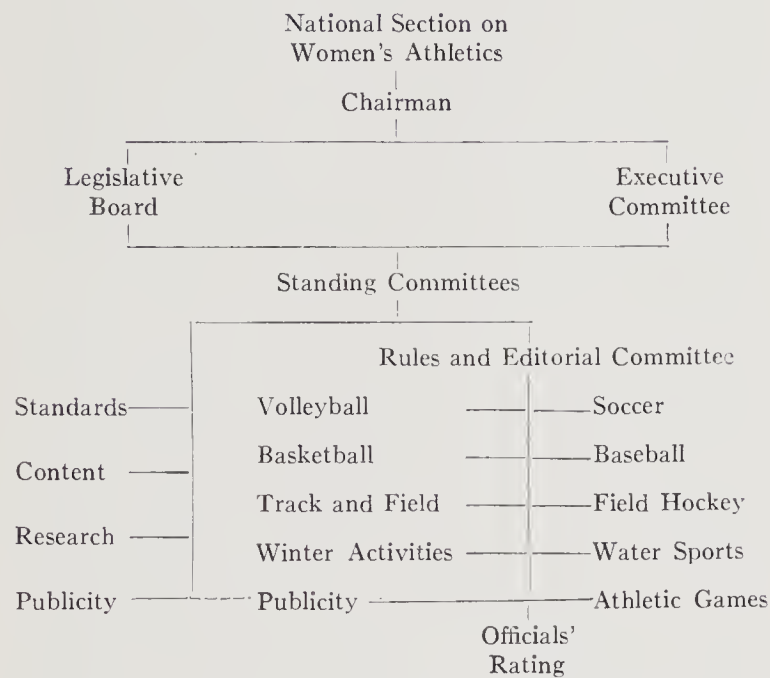 National Section on
Women's Athletics
Chairman
Legislative
Board
Executive
Committee
Standing Committees
Rules and Editorial Committee
Standards
Volleyball
Soccer
Content
Basketball
Baseball
Track and Field
Field Hockey
Research
Winter Activities
Water Sports
Publicity
Publicity
Athletic Games
Officials'
Rating